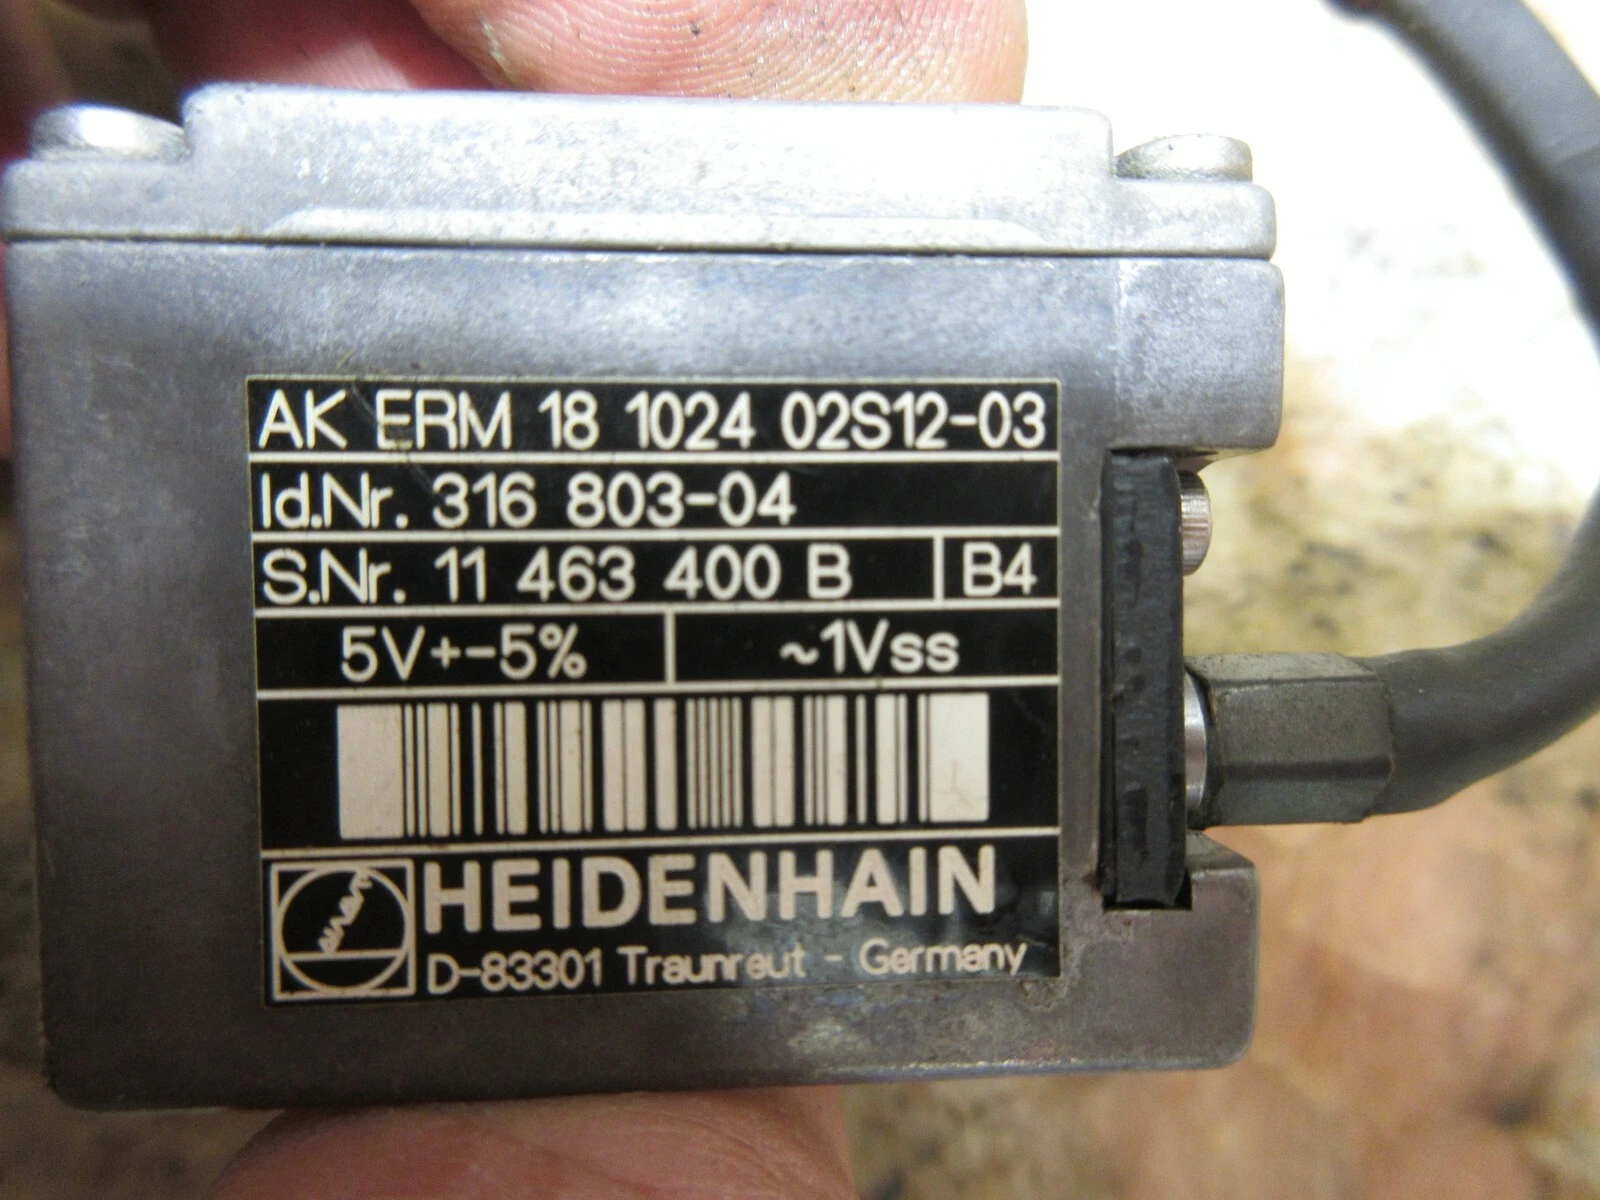 AK ERM 18 1024 02S12-03
Id.Nr. 316 803-04
S.Nr. 11 463 400 B B4
5V+-5% ~1Vss
HEIDENHAIN
D-83301 Traunreut - Germany